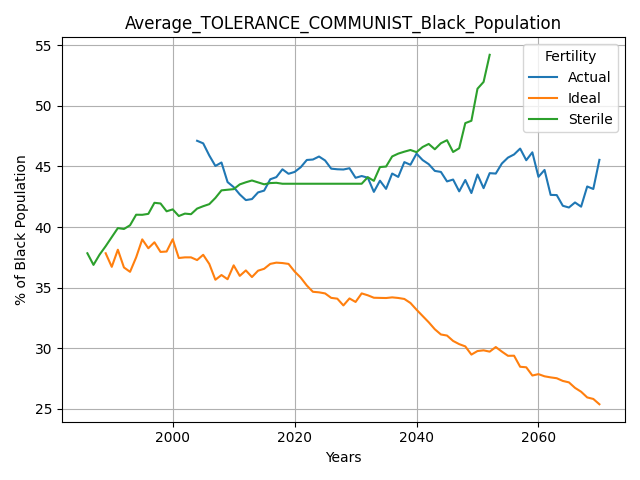 Average_TOLERANCE_COMMUNIST_Black_Population
Fertility
Actual
Ideal
Sterile
% of Black Population
55
50
45
40
35
30
25
2000
2020
2040
2060
Years